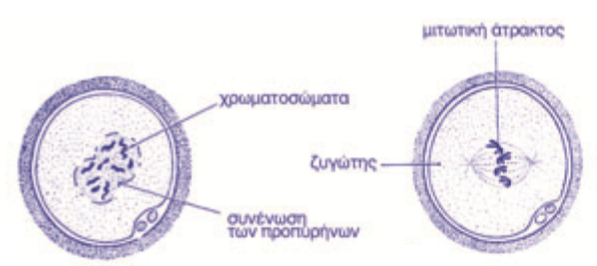 μιτωτική άτρακτος
χρωματοσώματα
ζυγώτης
συνένωση
των προπυρήνων